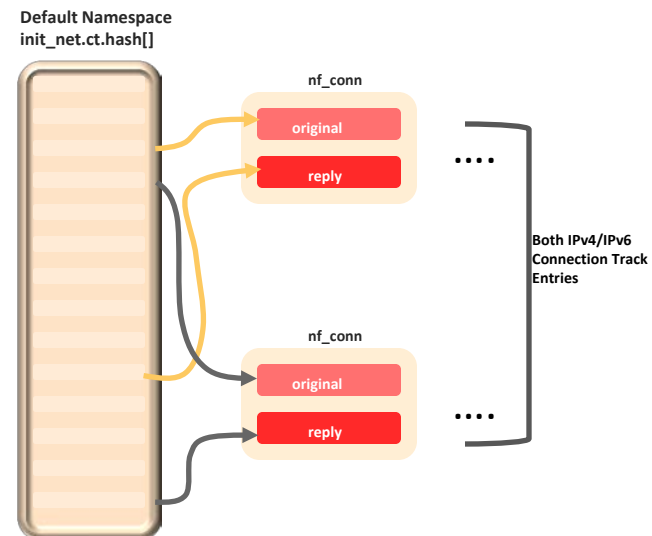 Default Namespace
init_net.ct.hash[]
nf_conn
original
reply
....
Both IPv4/IPv6
Connection Track
Entries
nf_conn
original
reply
....